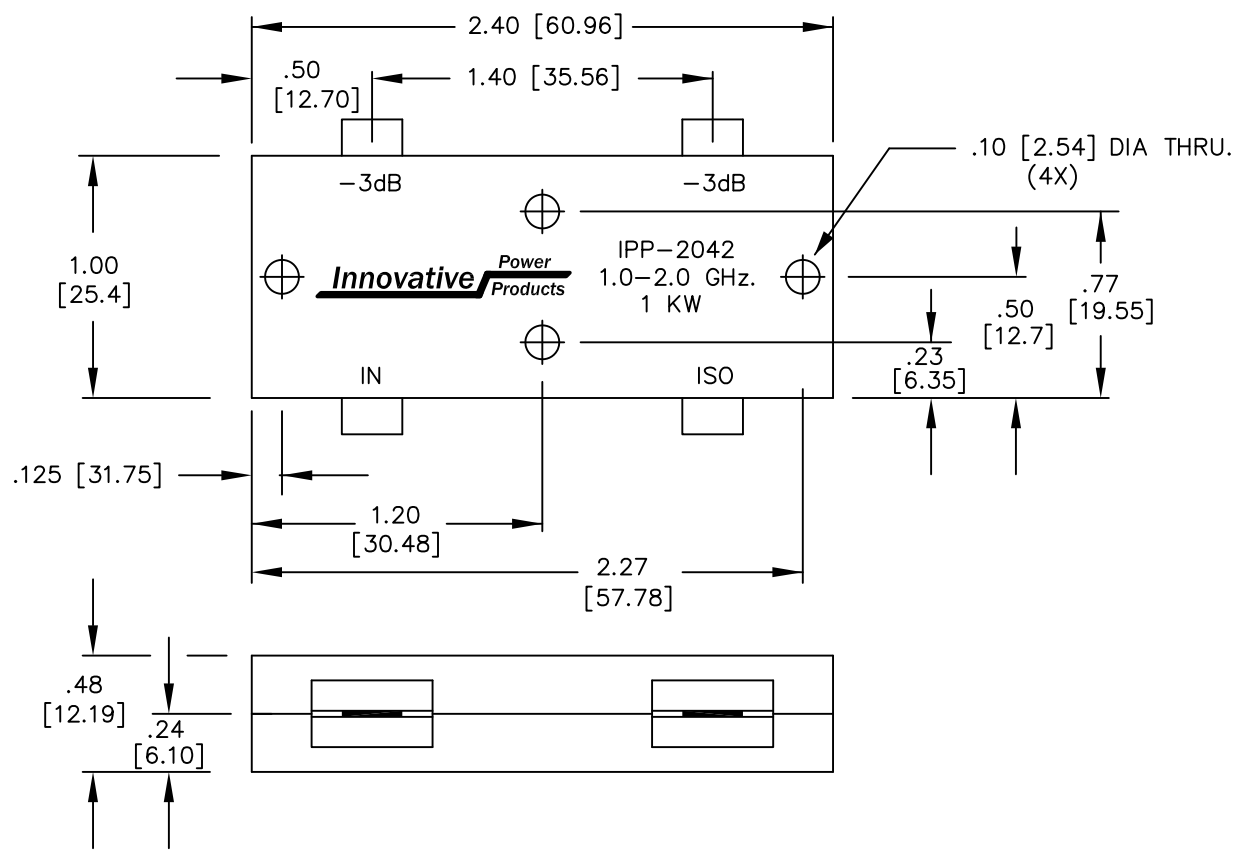 2.40 [60.96]
.50
[12.70]
1.40 [35.56]
.10 [2.54] DIA THRU.
(4X)
-3dB
-3dB
1.00
[25.4]
Innovative
Power
Products
IPP-2042
1.0-2.0 GHz.
1 KW
.77
[19.55]
.50
[12.7]
.23
[6.35]
IN
ISO
.125 [31.75]
1.20
[30.48]
2.27
[57.78]
.48
[12.19]
.24
[6.10]